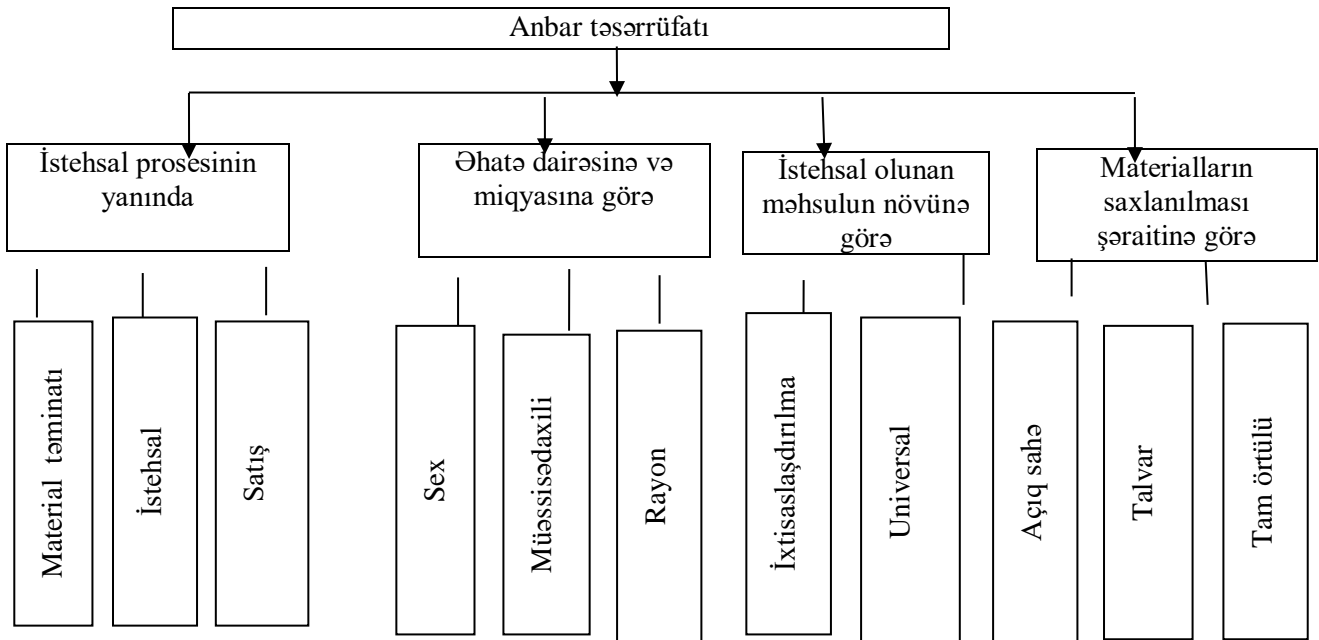 Anbar təsərrüfatı
İstehsal prosesinin
yanında
Əhatə dairəsinə və
miqyasına görə
İstehsal olunan
məhsulun növünə
görə
Materialların
saxlanılması
şəraitinə görə
Material təminatı
İstehsal
Satış
Sex
Müəssisədaxili
Rayon
İxtisaslaşdırılma
Universal
Açıq sahə
Talvar
Tam örtülü